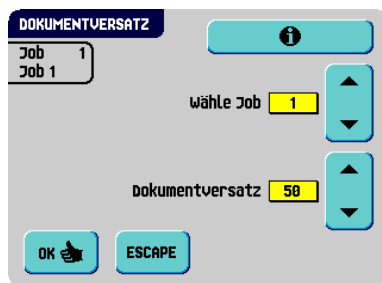 DOKUMENTVERSATZ
Job 1
Job 1
Wähle Job 1
Dokumentversatz 50
OK ESCAPE